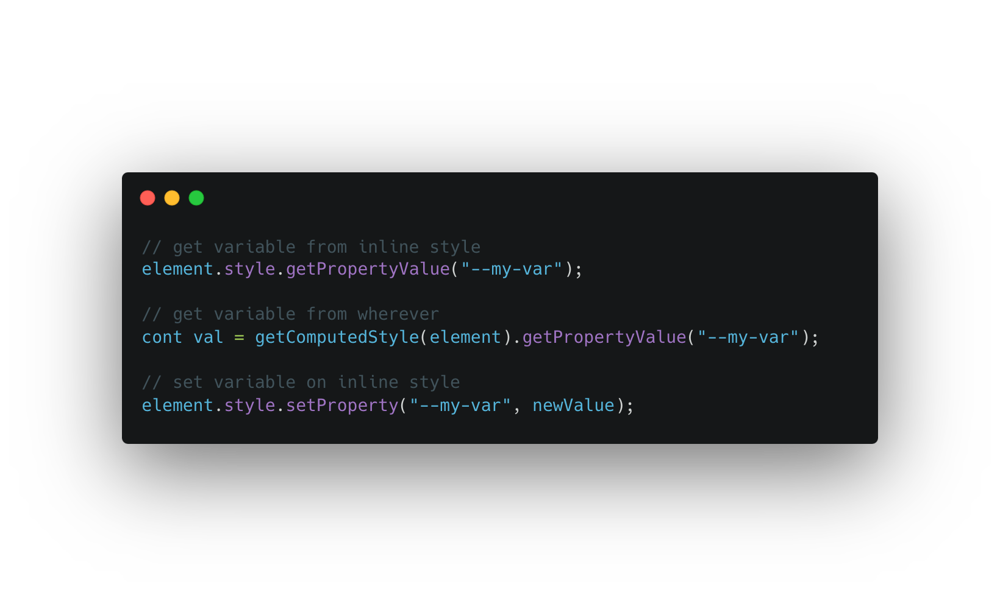 // get variable from inline style
element.style.getPropertyValue("--my-var");
// get variable from wherever
cont val = getComputedStyle(element).getPropertyValue("--my-var");
// set variable on inline style
element.style.setProperty("--my-var", newValue);